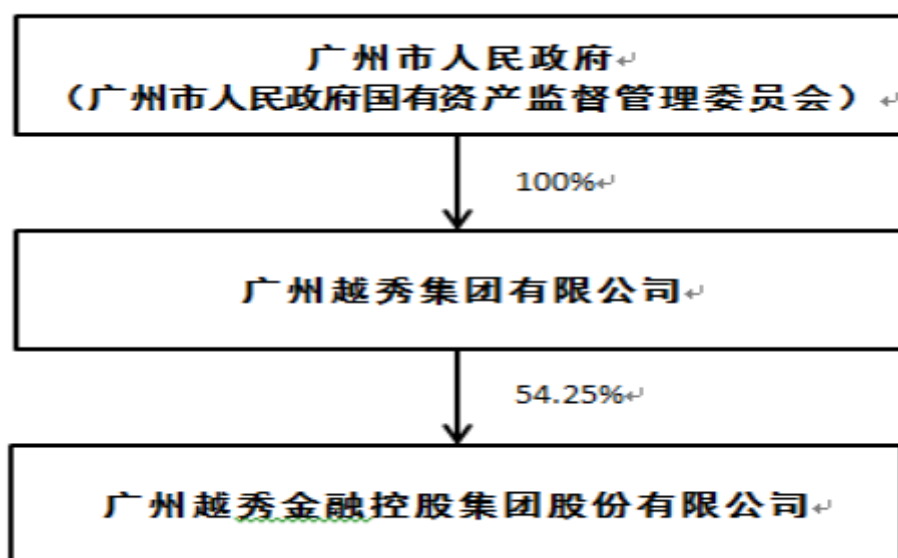 广州市人民政府
（广州市人民政府国有资产监督管理委员会）
100%
广州越秀集团有限公司
54.25%
广州越秀金融控股集团股份有限公司